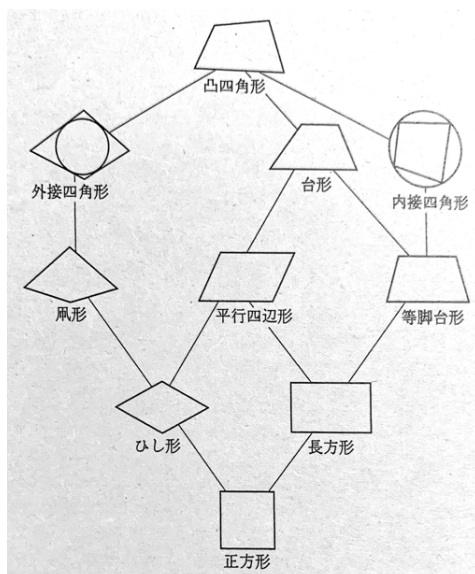 凸四角形
外接四角形
台形
内接四角形
凧形
平行四辺形
等脚台形
ひし形
長方形
正方形